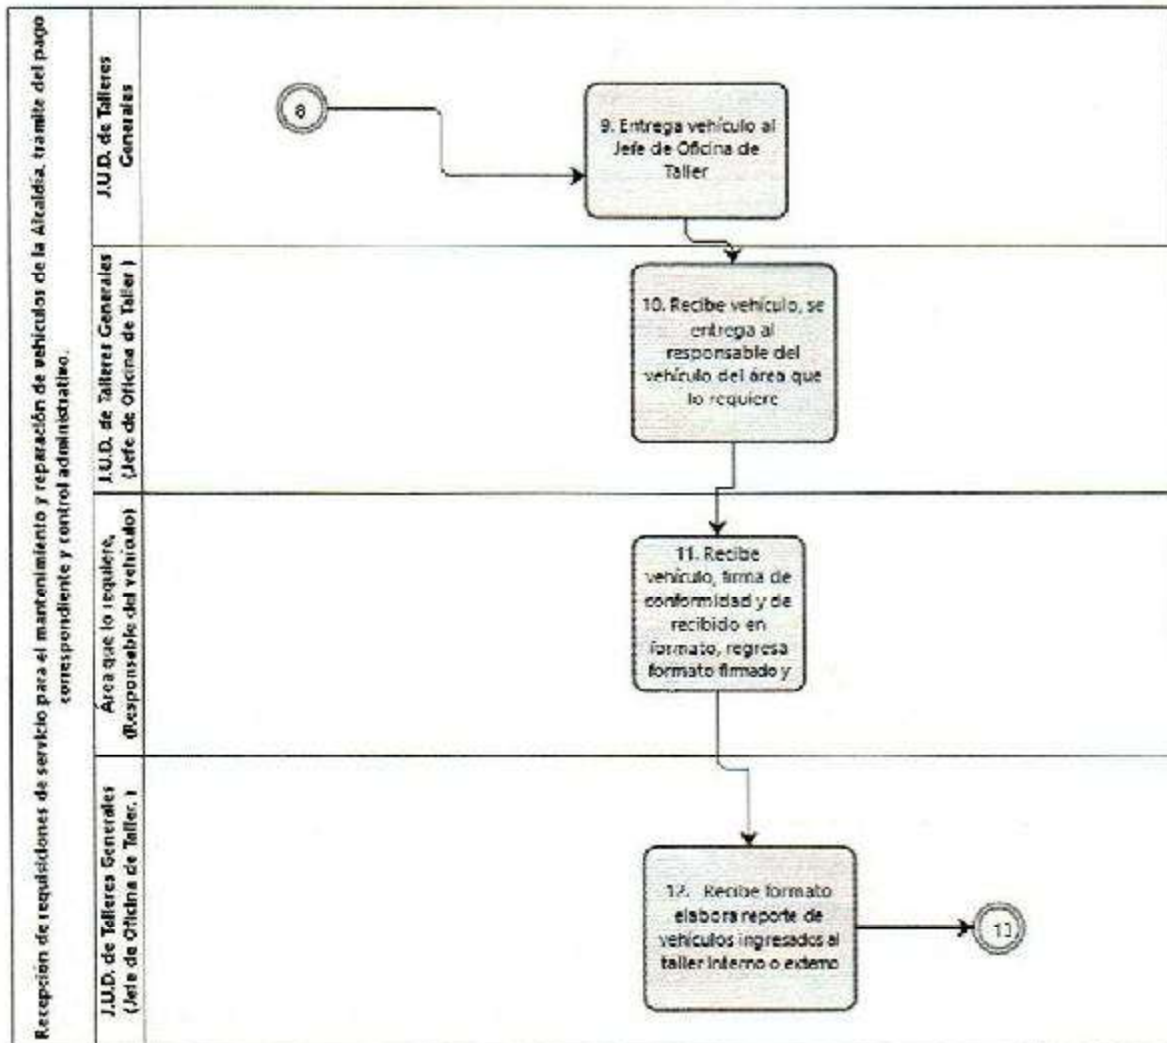 Recepción de requisiciones de servicio para el mantenimiento y reparación de vehículos de la Alcaldía, tramite del pago
correspondiente y control administrativo.
J.U.D. de Talleres
Generales
8
9. Entrega vehículo al
Jefe de Oficina de
Taller
J.U.D. de Talleres Generales
(Jefe de Oficina de Taller )
10. Recibe vehículo, se
entrega al
responsable del
vehículo del área que
lo requiere
Área que lo requiere,
(Responsable del vehículo)
11. Recibe
vehículo, firma de
conformidad y de
recibido en
formato, regresa
formato firmado y
J.U.D. de Talleres Generales
(Jefe de Oficina de Taller. )
12. Recibe formato
elabora reporte de
vehículos ingresados al
taller interno o externo